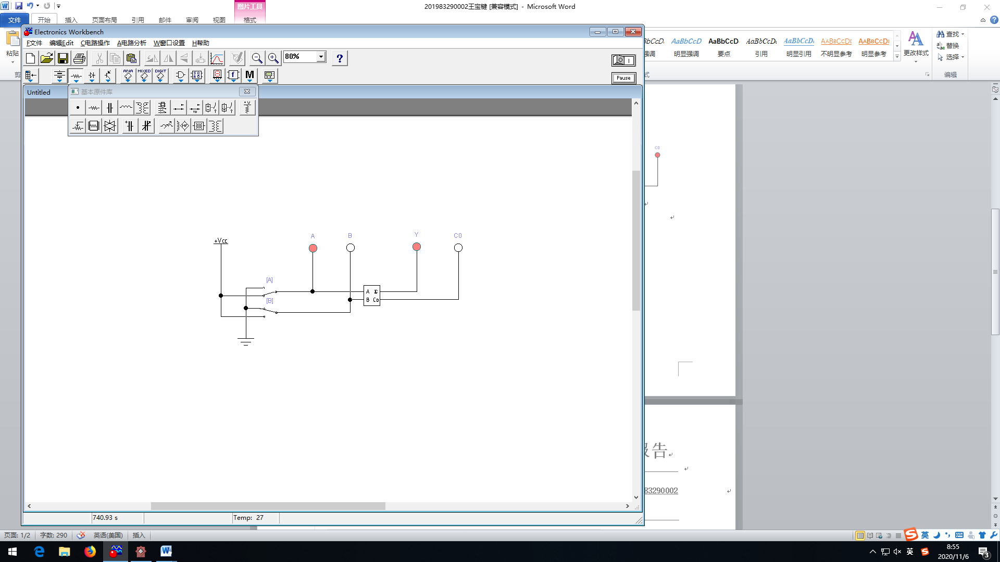 201983290002王宝楗 [兼容模式] - Microsoft Word
图片工具
文件
开始
插入
页面布局
引用
邮件
审阅
视图
格式
粘贴
Electronics Workbench
F文件
编辑Edit
C电路操作
A电路分析
W窗口设置
H帮助
80%
?
Pause
ANA
MIXED
DIGIT
f
M
Untitled
基本原件库
TD
+V
MF
AaBbCcD
AaBbCcD
AaBbCcD
AaBbCcD
AaBbCcD
AaBbCcD
强调
明显强调
要点
引用
明显引用
不明显参考
明显参考
更改样式
查找
替换
选择
编辑
式
A
B
Y
C0
+Vcc
[A]
[B]
A Σ
B Co
C0
报告
83290002
740.93 s
Temp: 27
页面: 1/2
字数: 290
英语(美国)
插入
英
英
8:55
2020/11/6
3